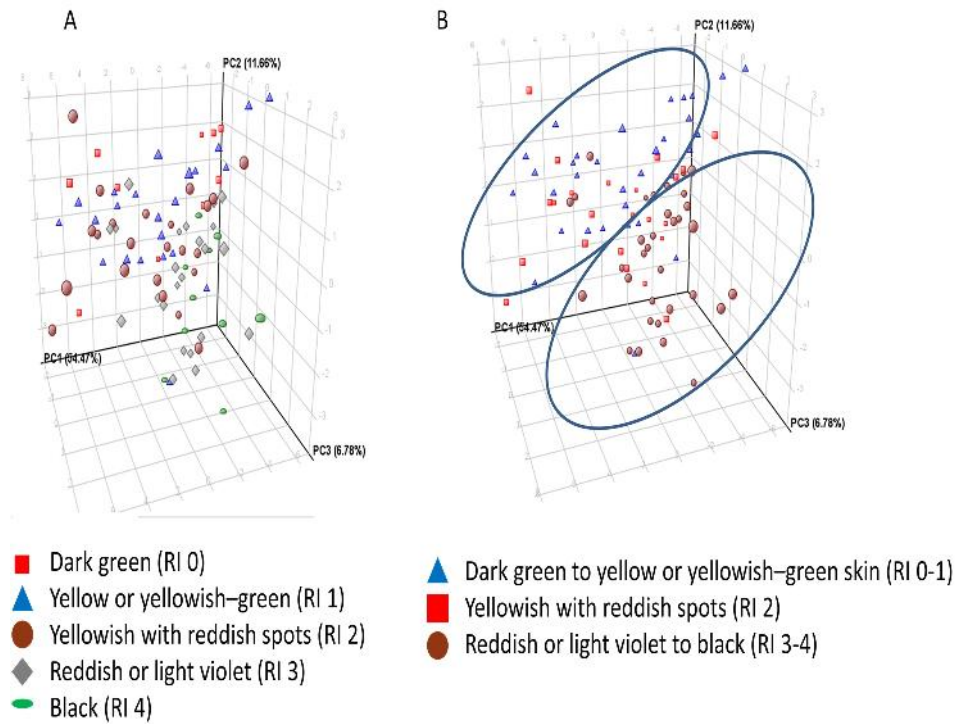 A
B
PC2 (11.66%)
PC2 (11.66%)
PC1 (54.47%)
PC1 (54.47%)
PC3 (6.78%)
PC3 (6.78%)
Dark green (RI 0)
Yellow or yellowish–green (RI 1)
Yellowish with reddish spots (RI 2)
Reddish or light violet (RI 3)
Black (RI 4)
Dark green to yellow or yellowish–green skin (RI 0-1)
Yellowish with reddish spots (RI 2)
Reddish or light violet to black (RI 3-4)